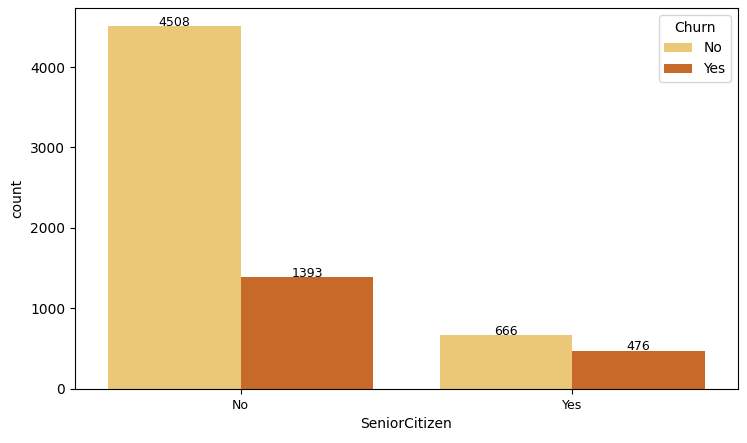 4508
Churn
No
Yes
4000
3000
count
2000
1393
1000
666
476
0
No
Yes
SeniorCitizen